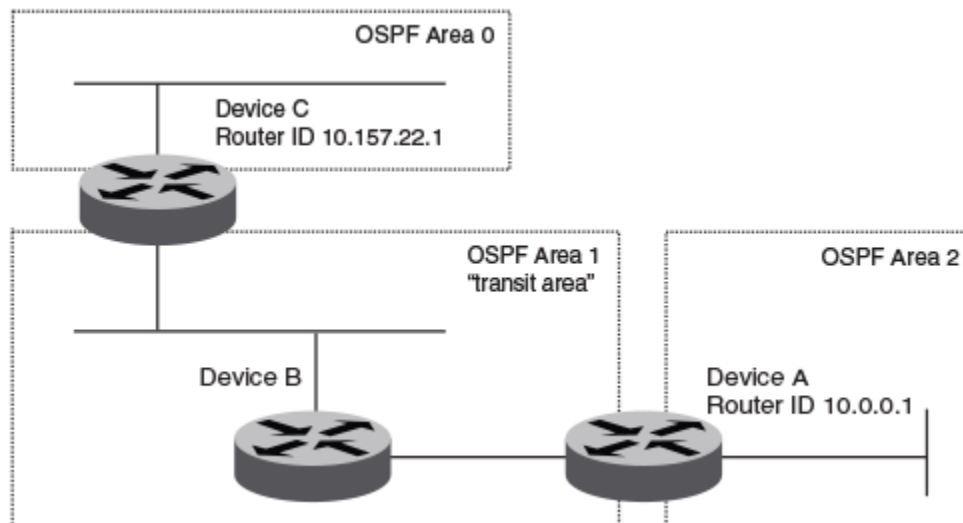 OSPF Area 0
Device C
Router ID 10.157.22.1
OSPF Area 1
“transit area”
OSPF Area 2
Device B
Device A
Router ID 10.0.0.1